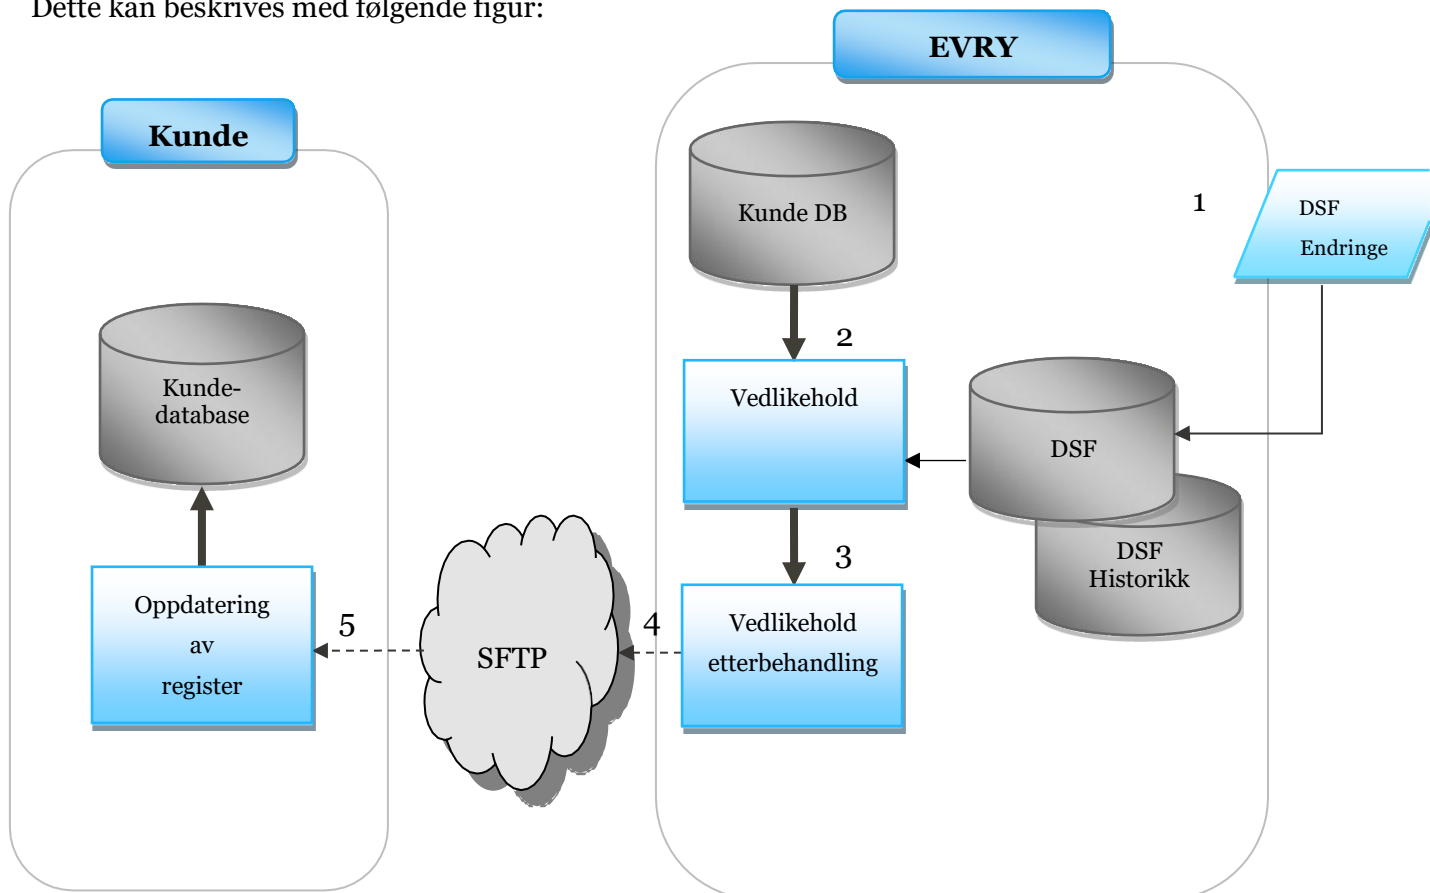 Dette kan beskrives med følgende figur:
EVRY
Kunde
Kunde DB
1
DSF
Endringe
2
Kunde-
database
Vedlikehold
DSF
3
DSF
Historikk
Oppdatering
av
register
5
SFTP
4
Vedlikehold
etterbehandling